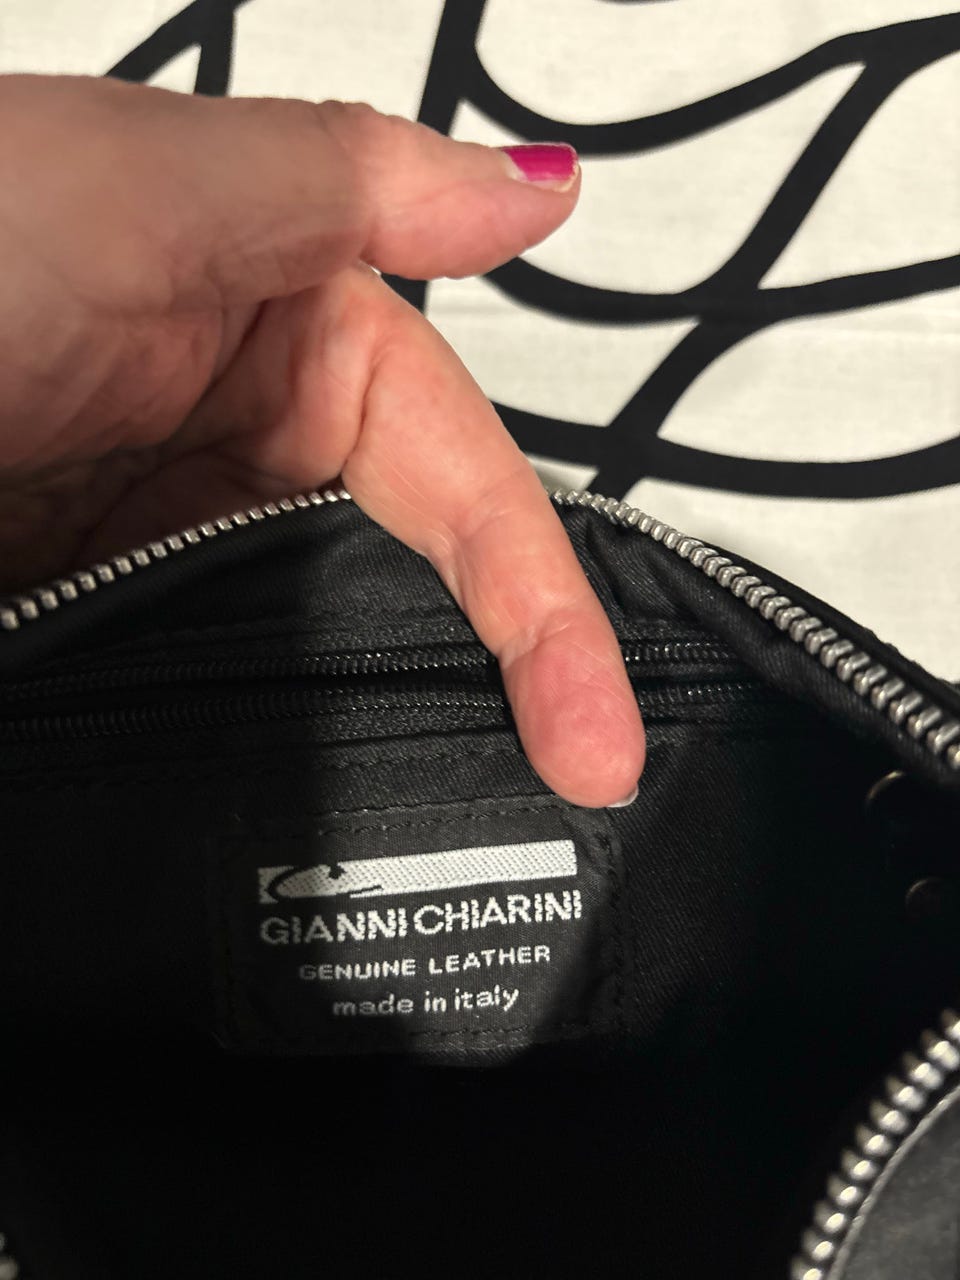 GIANNI CHIARINI
GENUINE LEATHER
made in italy